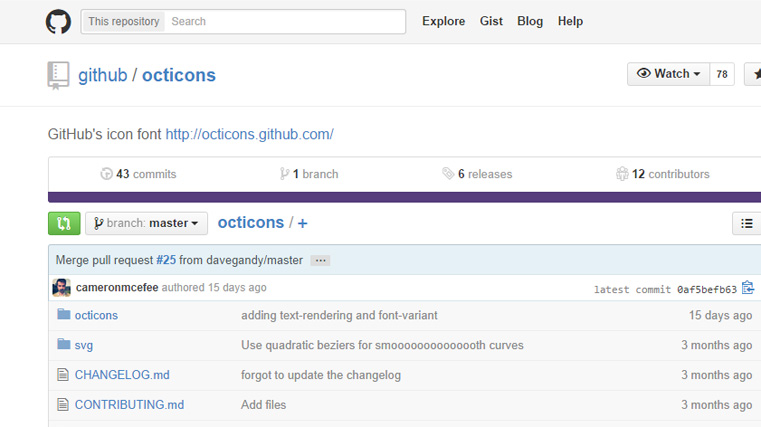 This repository Search Explore Gist Blog Help
github / octicons Watch 78
GitHub's icon font http://octicons.github.com/
43 commits 1 branch 6 releases 12 contributors
branch: master octicons / +
Merge pull request #25 from davegandy/master ...
cameronmcefee authored 15 days ago latest commit 0af5befb63
octicons adding text-rendering and font-variant 15 days ago
svg Use quadratic beziers for smooooooooooooooth curves 3 months ago
CHANGELOG.md forgot to update the changelog 3 months ago
CONTRIBUTING.md Add files 3 months ago